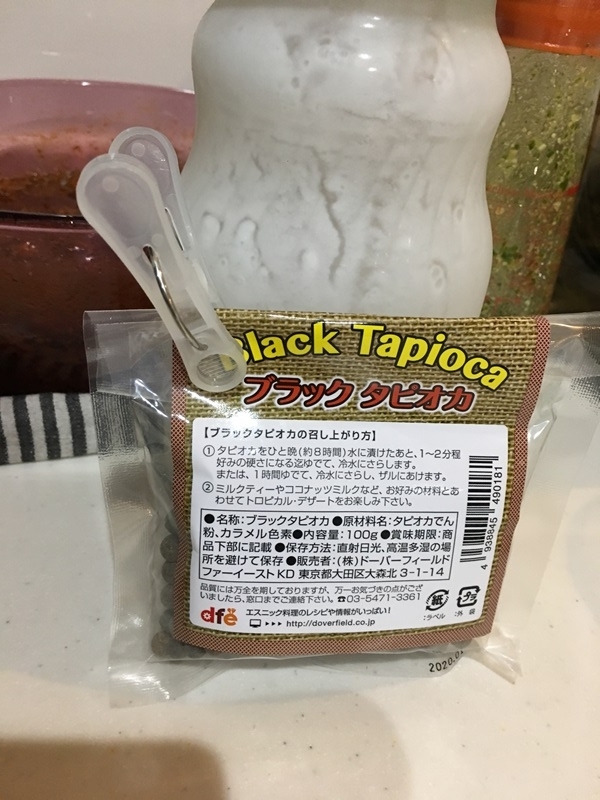 Black Tapioca
ブラック タピオカ
【ブラックタピオカの召し上がり方】
① タピオカをひと晩(約8時間)水に漬けたあと、1〜2分程
好みの硬さになる迄ゆでて、冷水にさらします。
または、1時間ゆでて、冷水にさらし、ザルにあけます。
② ミルクティーやココナッツミルクなど、お好みの材料とあ
わせてトロピカル・デザートをお楽しみ下さい。
●名称:ブラックタピオカ●原材料名:タピオカでん
粉、カラメル色素●内容量:100g●賞味期限:商
品下部に記載●保存方法:直射日光、高温多湿の場
所を避けて保存●販売者:(株)ドーバーフィールド
ファーイーストKD 東京都大田区大森北 3-1-14
品質には万全を期しておりますが、万一お気づきの点がござ
いましたら、窓口までご連絡下さい。☎03-5471-3361
dfe エスニック料理のレシピや情報がいっぱい!
▶▶▶ http://doverfield.co.jp
紙
:ラベル
プラ
:外 袋
4 938545 490181
2020.0